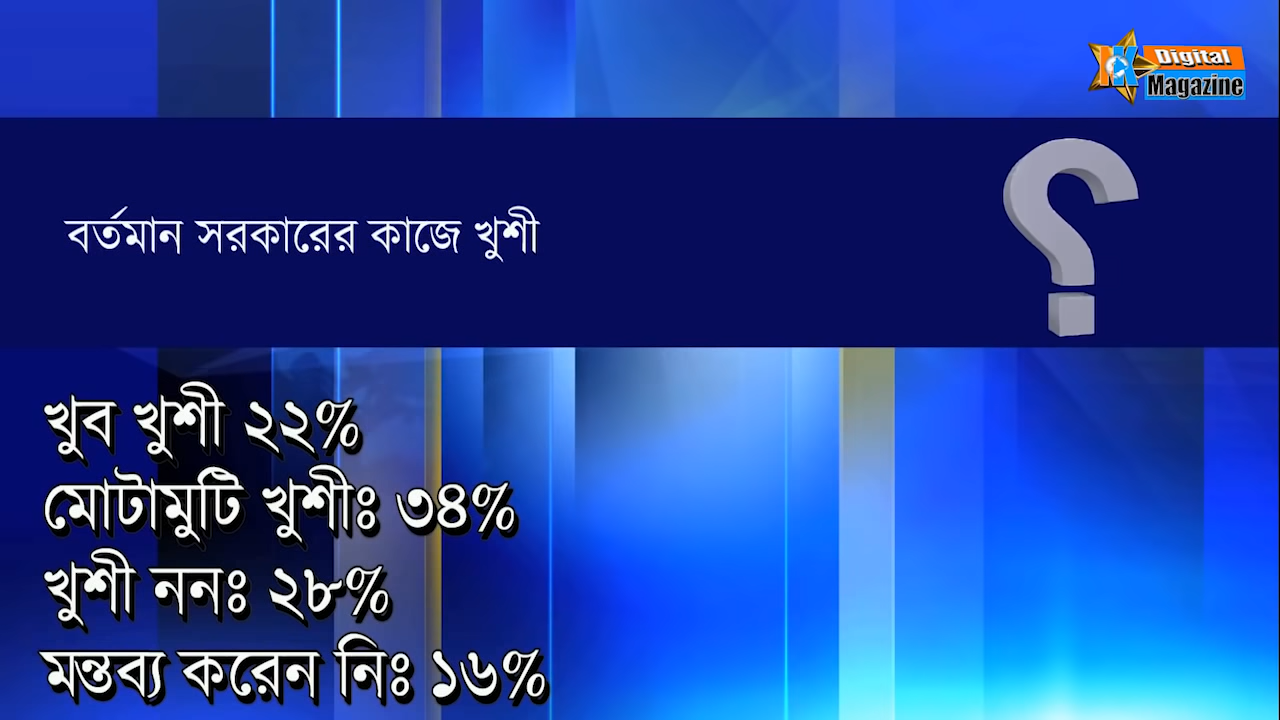 Digital
Magazine
বর্তমান সরকারের কাজে খুশী
?
খুব খুশী ২২%
মোটামুটি খুশীঃ ৩৪%
খুশী ননঃ ২৮%
মন্তব্য করেন নিঃ ১৬%